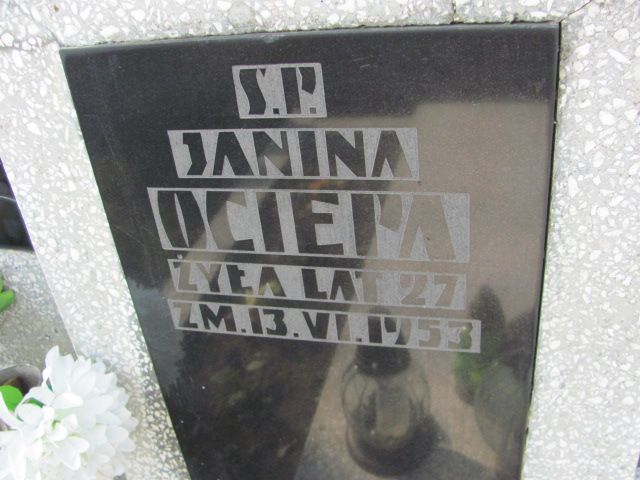 Ś.P.
JANINA
OCIEPA
ŻYŁA LAT 27
ZM. 13. VI. 1953